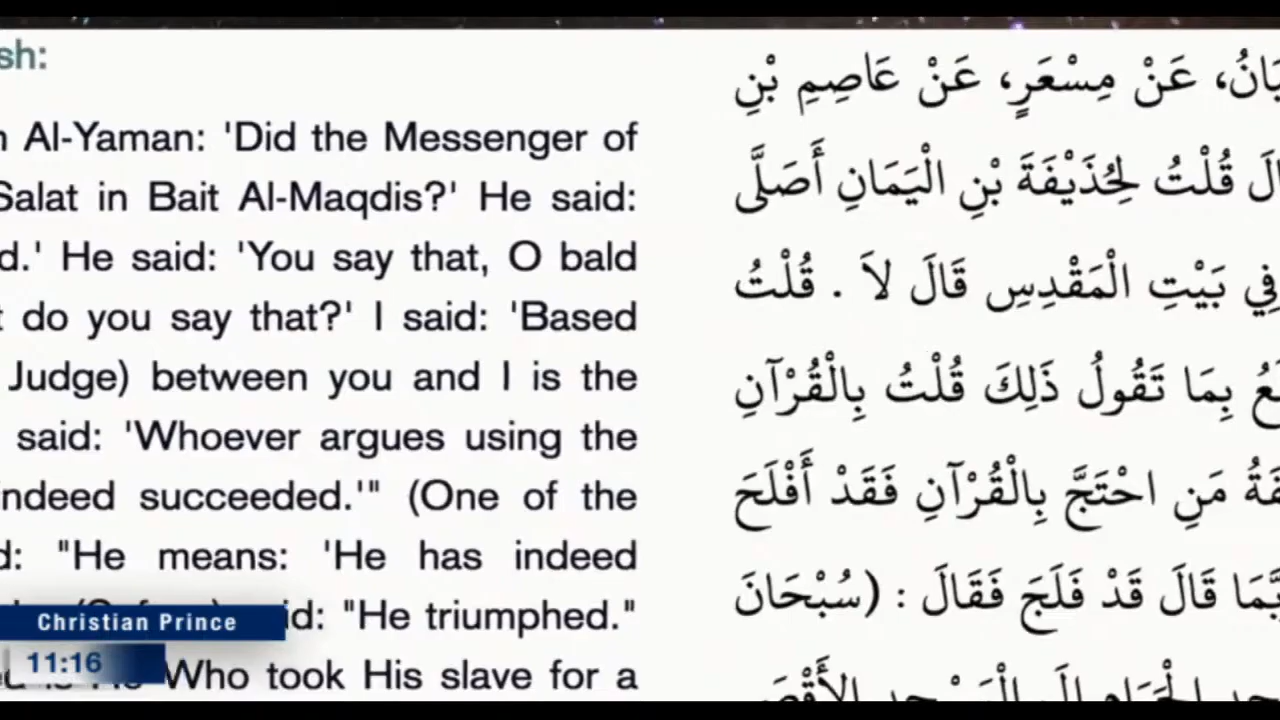 sh:
Al-Yaman: 'Did the Messenger of
Salat in Bait Al-Maqdis?' He said:
d.' He said: 'You say that, O bald
do you say that?' I said: 'Based
Judge) between you and I is the
said: 'Whoever argues using the
indeed succeeded.'" (One of the
d: "He means: 'He has indeed
id: "He triumphed."
Who took His slave for a
عَنْ مِسْعَرٍ، عَنْ عَاصِمِ بْنِ
قُلْتُ لِحُذَيْفَةَ بْنِ الْيَمَانِ أَصَلَّى
فِي بَيْتِ الْمَقْدِسِ قَالَ لاَ . قُلْتُ
بِمَا تَقُولُ ذَلِكَ قُلْتُ بِالْقُرْآنِ
مَنِ احْتَجَّ بِالْقُرْآنِ فَقَدْ أَفْلَحَ
قَالَ قَدْ فَلَجَ فَقَالَ : (سُبْحَانَ
Christian Prince
11:16